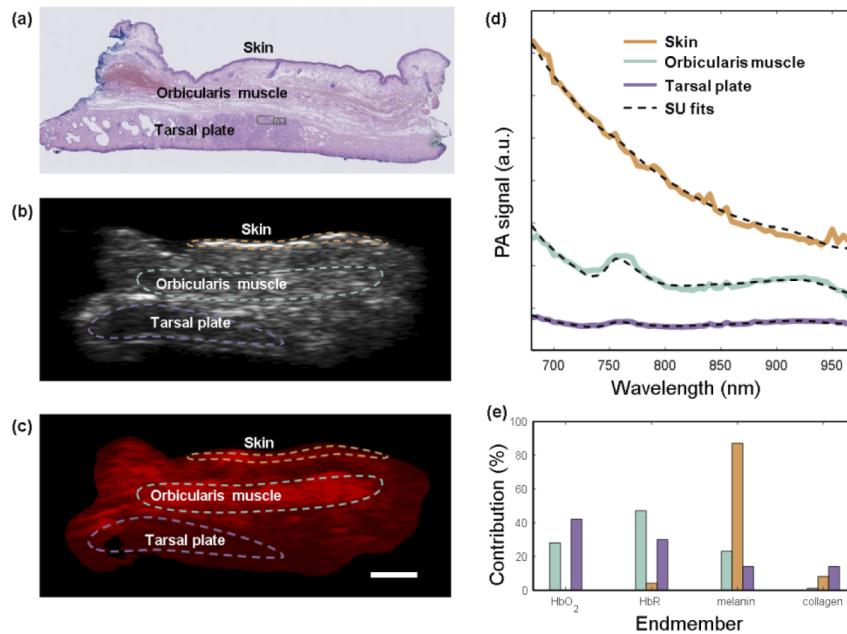 (a)
Skin
Orbicularis muscle
Tarsal plate
(b)
Skin
Orbicularis muscle
Tarsal plate
(c)
Skin
Orbicularis muscle
Tarsal plate
(d)
Skin
Orbicularis muscle
Tarsal plate
SU fits
PA signal (a.u.)
700 750 800 850 900 950
Wavelength (nm)
(e)
Contribution (%)
100
80
60
40
20
0
HbO₂ HbR melanin collagen
Endmember